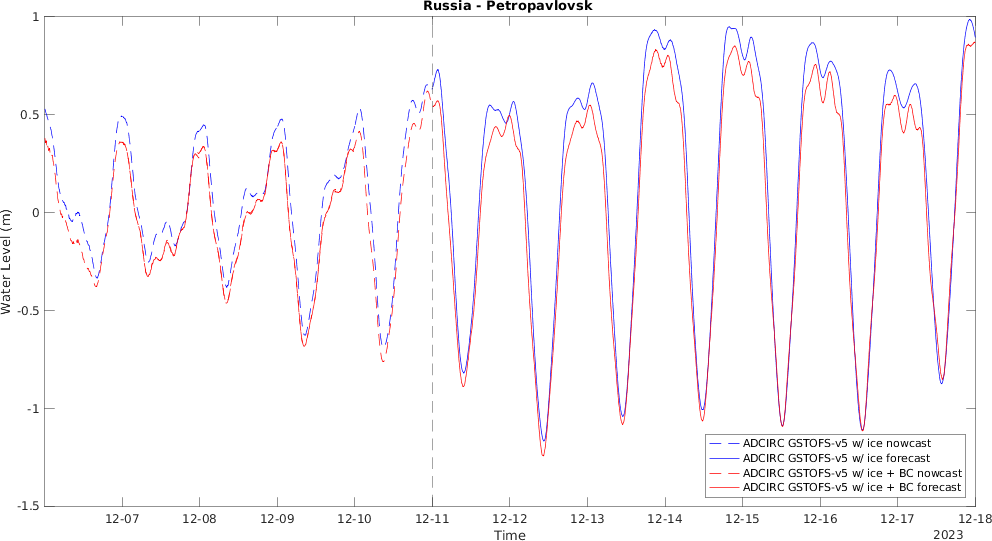 Russia - Petropavlovsk
1
0.5
0
-0.5
-1
-1.5
Water Level (m)
12-07
12-08
12-09
12-10
12-11
12-12
12-13
12-14
12-15
12-16
12-17
12-18
Time
2023
ADCIRC GSTOFS-v5 w/ ice nowcast
ADCIRC GSTOFS-v5 w/ ice forecast
ADCIRC GSTOFS-v5 w/ ice + BC nowcast
ADCIRC GSTOFS-v5 w/ ice + BC forecast